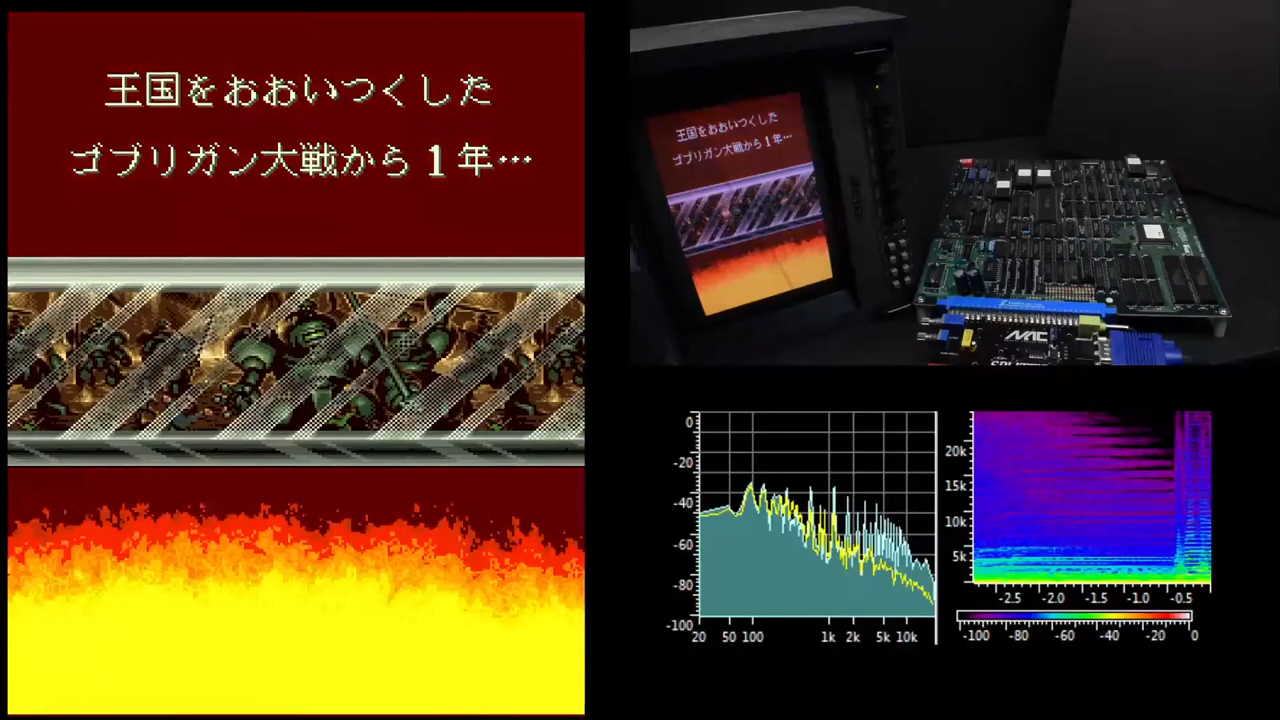 王国をおおいつくした
ゴブリガン大戦から1年…
王国をおおいつくした
ゴブリガン大戦から1年…
NAC
0
-20
-40
-60
-80
-100
20 50 100 1k 2k 5k 10k
20k
15k
10k
5k
-2.5 -2.0 -1.5 -1.0 -0.5
-100 -80 -60 -40 -20 0